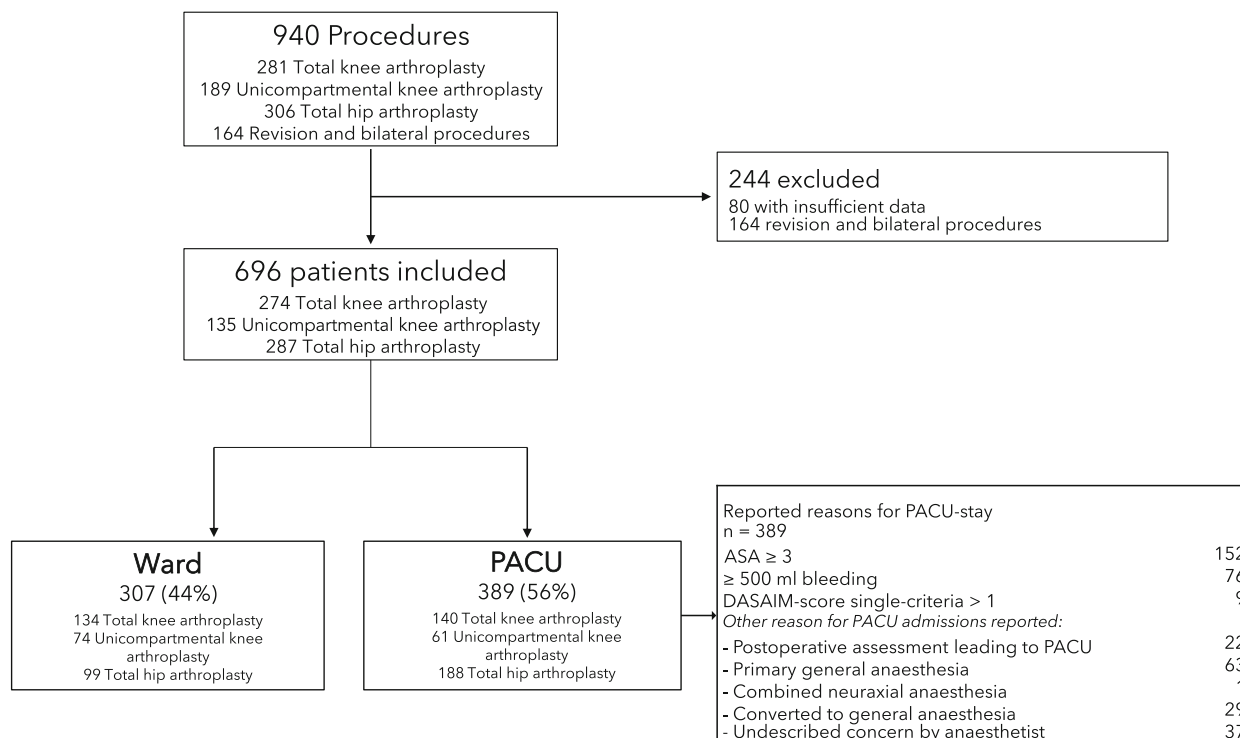 940 Procedures
281 Total knee arthroplasty
189 Unicompartmental knee arthroplasty
306 Total hip arthroplasty
164 Revision and bilateral procedures
244 excluded
80 with insufficient data
164 revision and bilateral procedures
696 patients included
274 Total knee arthroplasty
135 Unicompartmental knee arthroplasty
287 Total hip arthroplasty
Ward
307 (44%)
134 Total knee arthroplasty
74 Unicompartmental knee
arthroplasty
99 Total hip arthroplasty
PACU
389 (56%)
140 Total knee arthroplasty
61 Unicompartmental knee
arthroplasty
188 Total hip arthroplasty
Reported reasons for PACU-stay
n = 389
ASA ≥ 3 152
≥ 500 ml bleeding 76
DASAIM-score single-criteria > 1
Other reason for PACU admissions reported:
- Postoperative assessment leading to PACU 22
- Primary general anaesthesia 63
- Combined neuraxial anaesthesia
- Converted to general anaesthesia 29
- Undescribed concern by anaesthetist 37